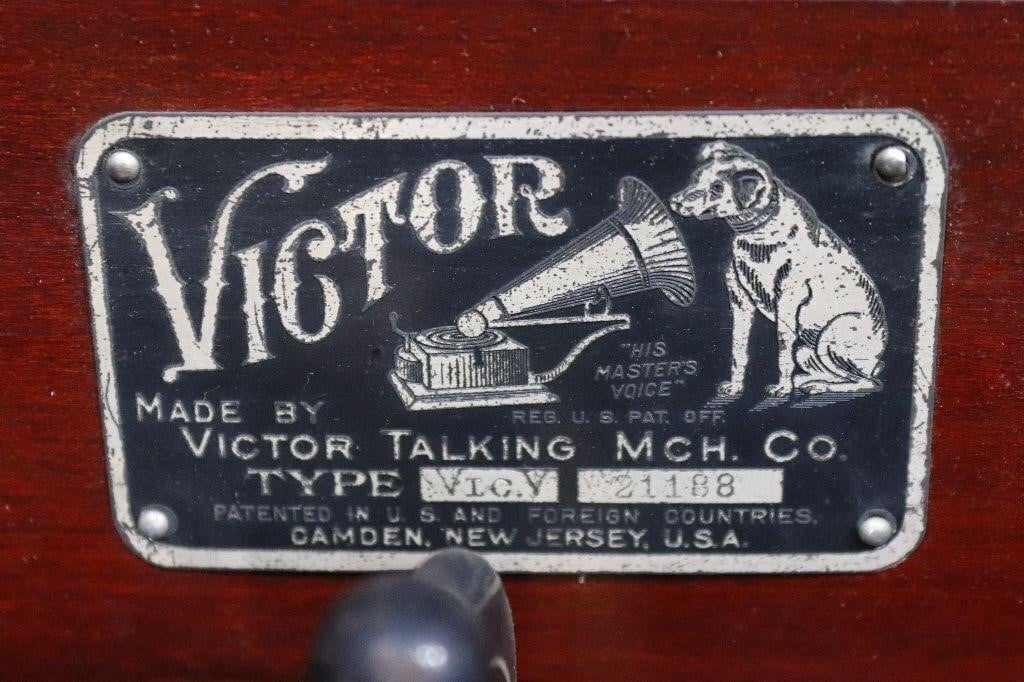 VICTOR
"HIS
MASTER'S
VOICE"
REG. U.S. PAT. OFF.
MADE BY
VICTOR TALKING MCH. CO.
TYPE VIC.V 21188
PATENTED IN U.S. AND FOREIGN COUNTRIES.
CAMDEN, NEW JERSEY, U.S.A.